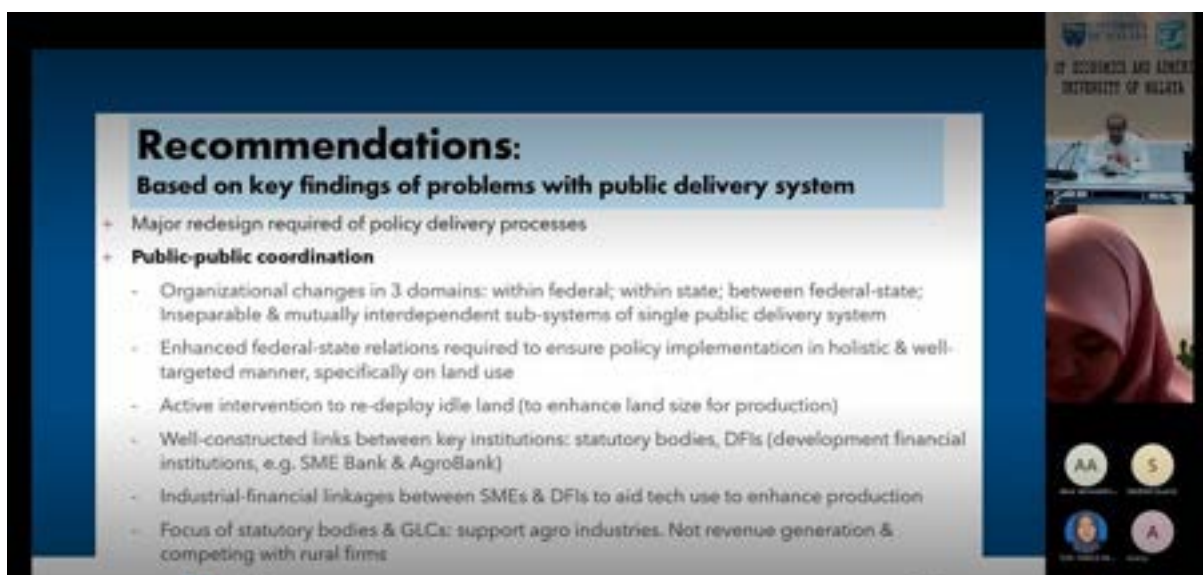 Recommendations:
Based on key findings of problems with public delivery system
+ Major redesign required of policy delivery processes
+ Public-public coordination
- Organizational changes in 3 domains: within federal; within state; between federal-state;
Inseparable & mutually interdependent sub-systems of single public delivery system
- Enhanced federal-state relations required to ensure policy implementation in holistic & well-
targeted manner, specifically on land use
- Active intervention to re-deploy idle land (to enhance land size for production)
- Well-constructed links between key institutions: statutory bodies, DFIs (development financial
institutions, e.g. SME Bank & AgroBank)
- Industrial-financial linkages between SMEs & DFIs to aid tech use to enhance production
- Focus of statutory bodies & GLCs: support agro industries. Not revenue generation &
competing with rural firms
OF ECONOMICS AND ADMINI
UNIVERSITY OF MALAYA
AA
S
A